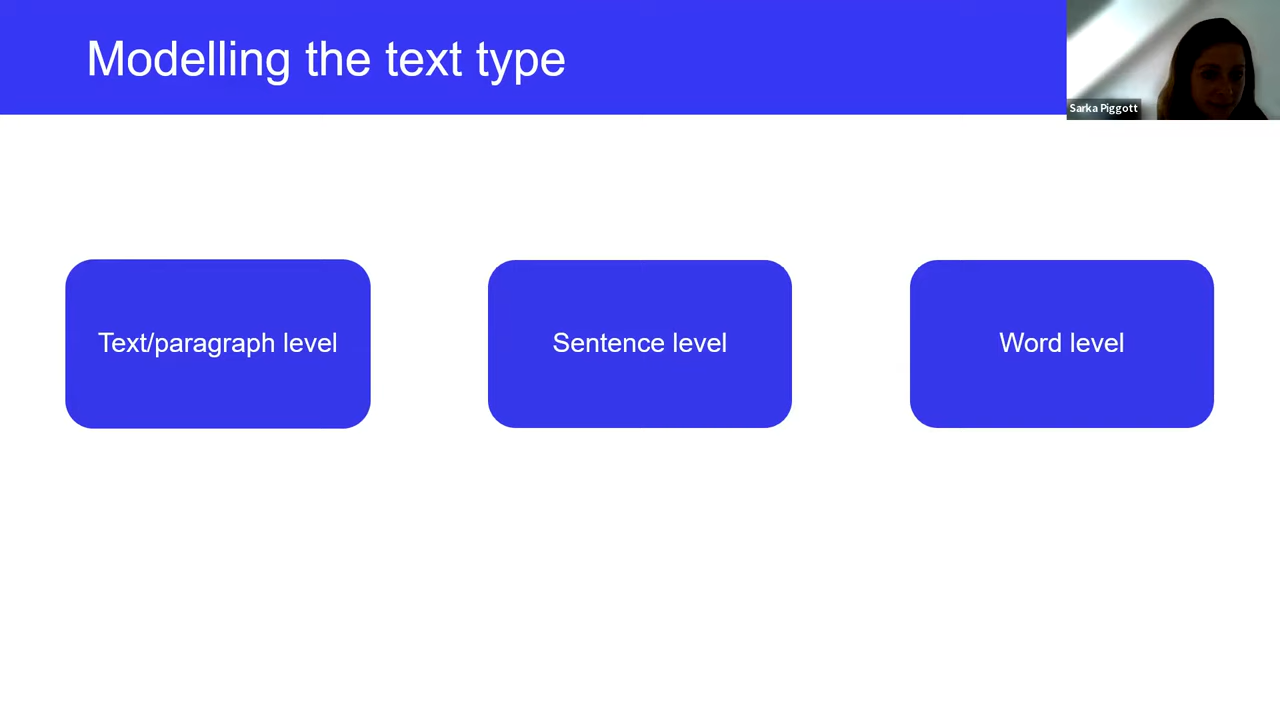 Modelling the text type
Sarka Piggott
Text/paragraph level
Sentence level
Word level